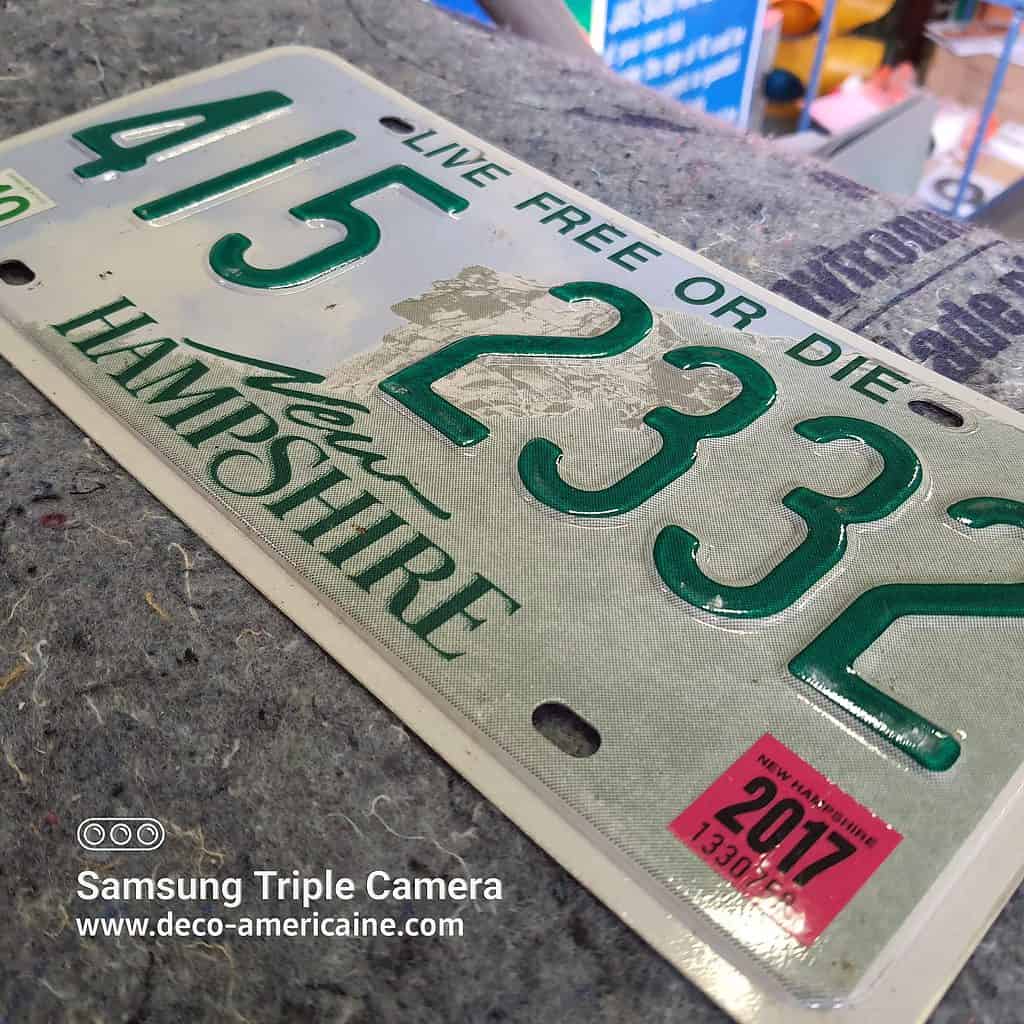 LIVE FREE OR DIE
415 2332
New
HAMPSHIRE
NEW HAMPSHIRE
2017
Samsung Triple Camera
www.deco-americaine.com